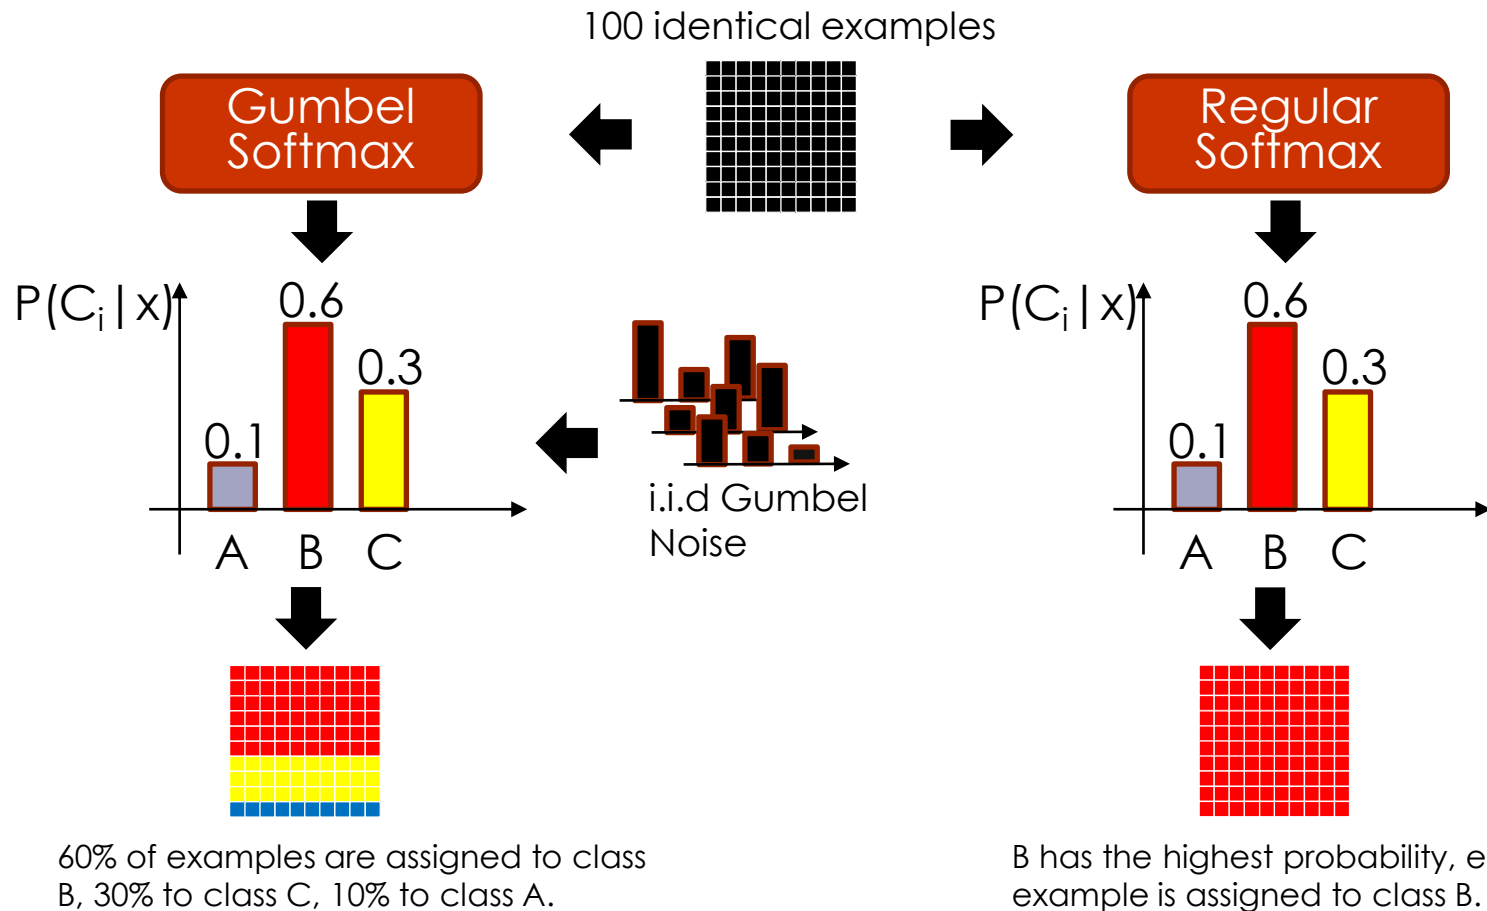 100 identical examples
Gumbel
Softmax
Regular
Softmax
P(Cᵢ|x)
0.6
0.3
0.1
A B C
i.i.d Gumbel
Noise
P(Cᵢ|x)
0.6
0.3
0.1
A B C
60% of examples are assigned to class
B, 30% to class C, 10% to class A.
B has the highest probability, e
example is assigned to class B.